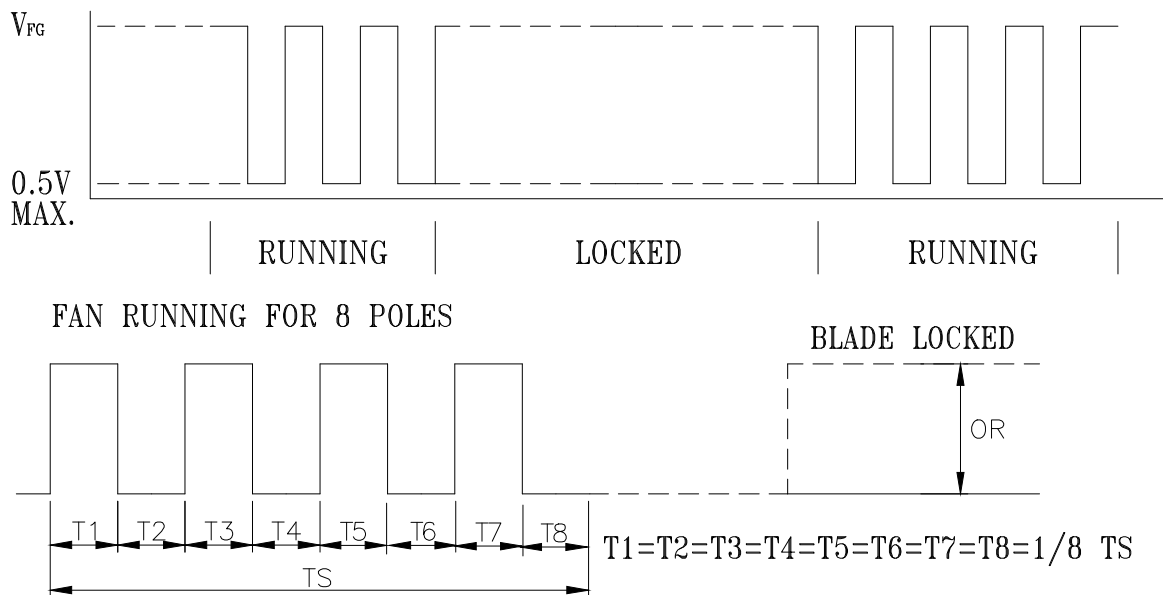 VFG
0.5V
MAX.
RUNNING LOCKED RUNNING
FAN RUNNING FOR 8 POLES
BLADE LOCKED
OR
T1 T2 T3 T4 T5 T6 T7 T8
T1=T2=T3=T4=T5=T6=T7=T8=1/8 TS
TS